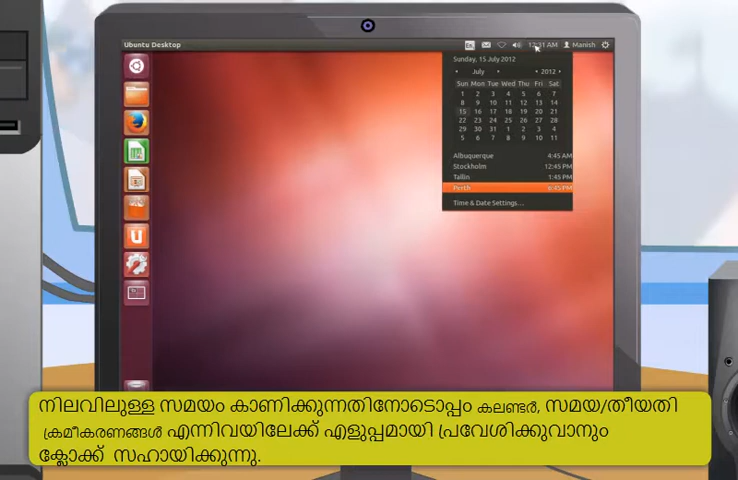 Ubuntu Desktop
En
12:31 AM
Manish
Sunday, 15 July 2012
July 2012
Sun Mon Tue Wed Thu Fri Sat
1 2 3 4 5 6 7
8 9 10 11 12 13 14
15 16 17 18 19 20 21
22 23 24 25 26 27 28
29 30 31 1 2 3 4
5 6 7 8 9 10 11
Albuquerque 4:45 AM
Stockholm 12:45 PM
Tallin 1:45 PM
Perth 6:45 PM
Time & Date Settings...
നിലവിലുള്ള സമയം കാണിക്കുന്നതിനോടൊപ്പം കലണ്ടർ, സമയ/തീയതി
ക്രമീകരണങ്ങൾ എന്നിവയിലേക്ക് എളുപ്പമായി പ്രവേശിക്കുവാനും
ക്ലോക്ക് സഹായിക്കുന്നു.